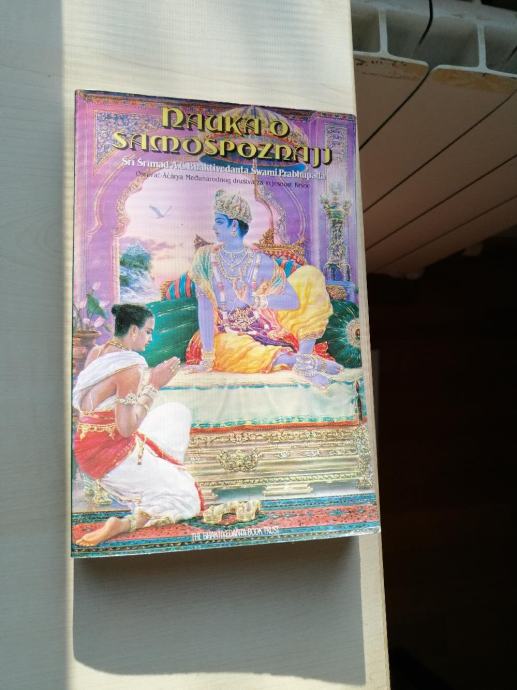 NAUKA O
SAMOSPOZNAJI
Śrī Śrīmad A.C. Bhaktivedanta Swami Prabhupāda
Osnivač-Ācārya Međunarodnog društva za svjesnost Krišne
THE BHAKTIVEDANTA BOOK TRUST